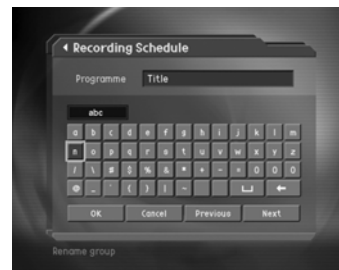 Recording Schedule
Programme Title
abc
a b c d e f g h i j k l m
n o p q r s t u v w x y z
/ \ # $ % & * + - =
@ _ ` ( ) | ~
OK Cancel Previous Next
Rename group